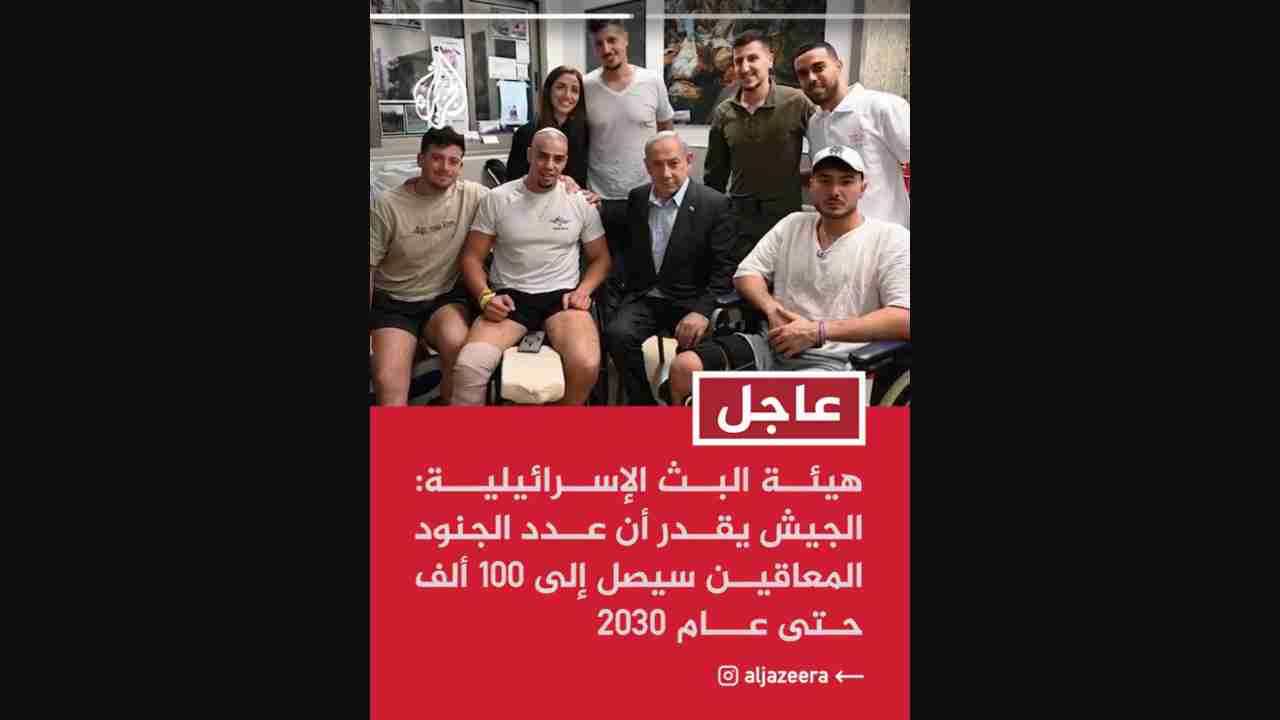 عاجل
هيئة البث الإسرائيلية:
الجيش يقدر أن عدد الجنود
المعاقين سيصل إلى 100 ألف
حتى عام 2030
aljazeera